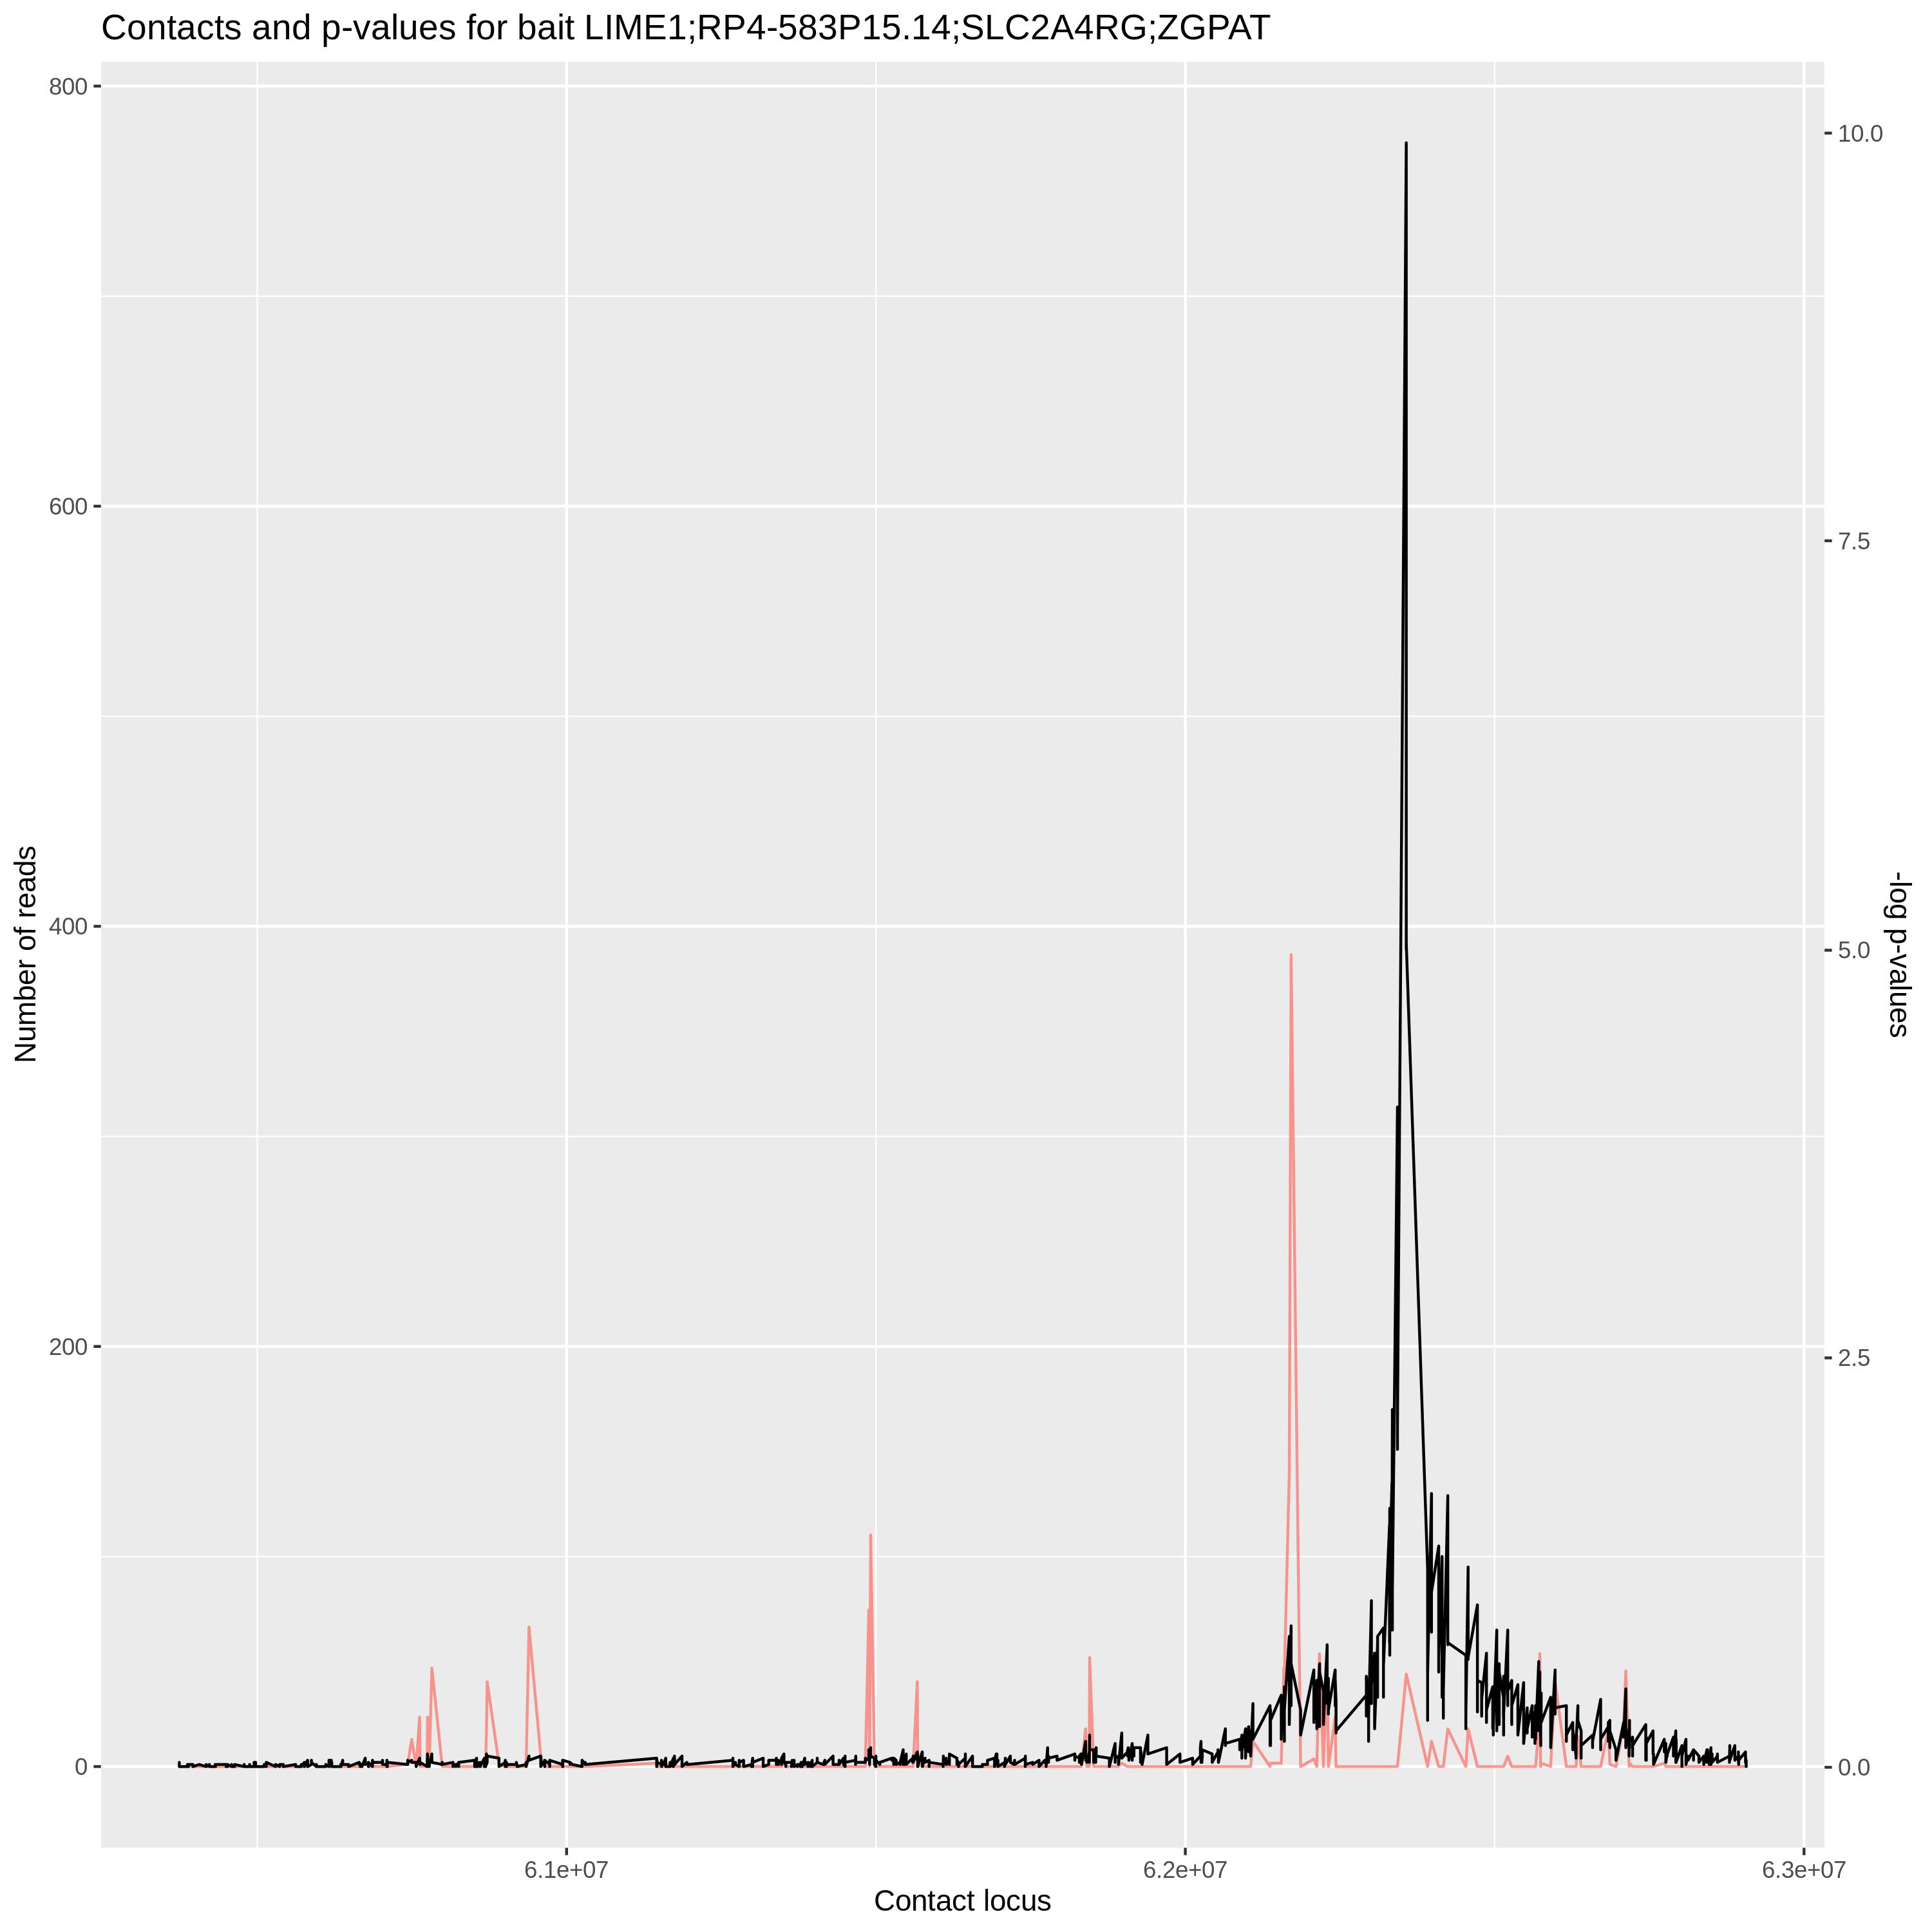 Contacts and p-values for bait LIME1;RP4-583P15.14;SLC2A4RG;ZGPAT
800
600
400
200
0
Number of reads
10.0
7.5
5.0
2.5
0.0
-log p-values
6.1e+07
6.2e+07
6.3e+07
Contact locus